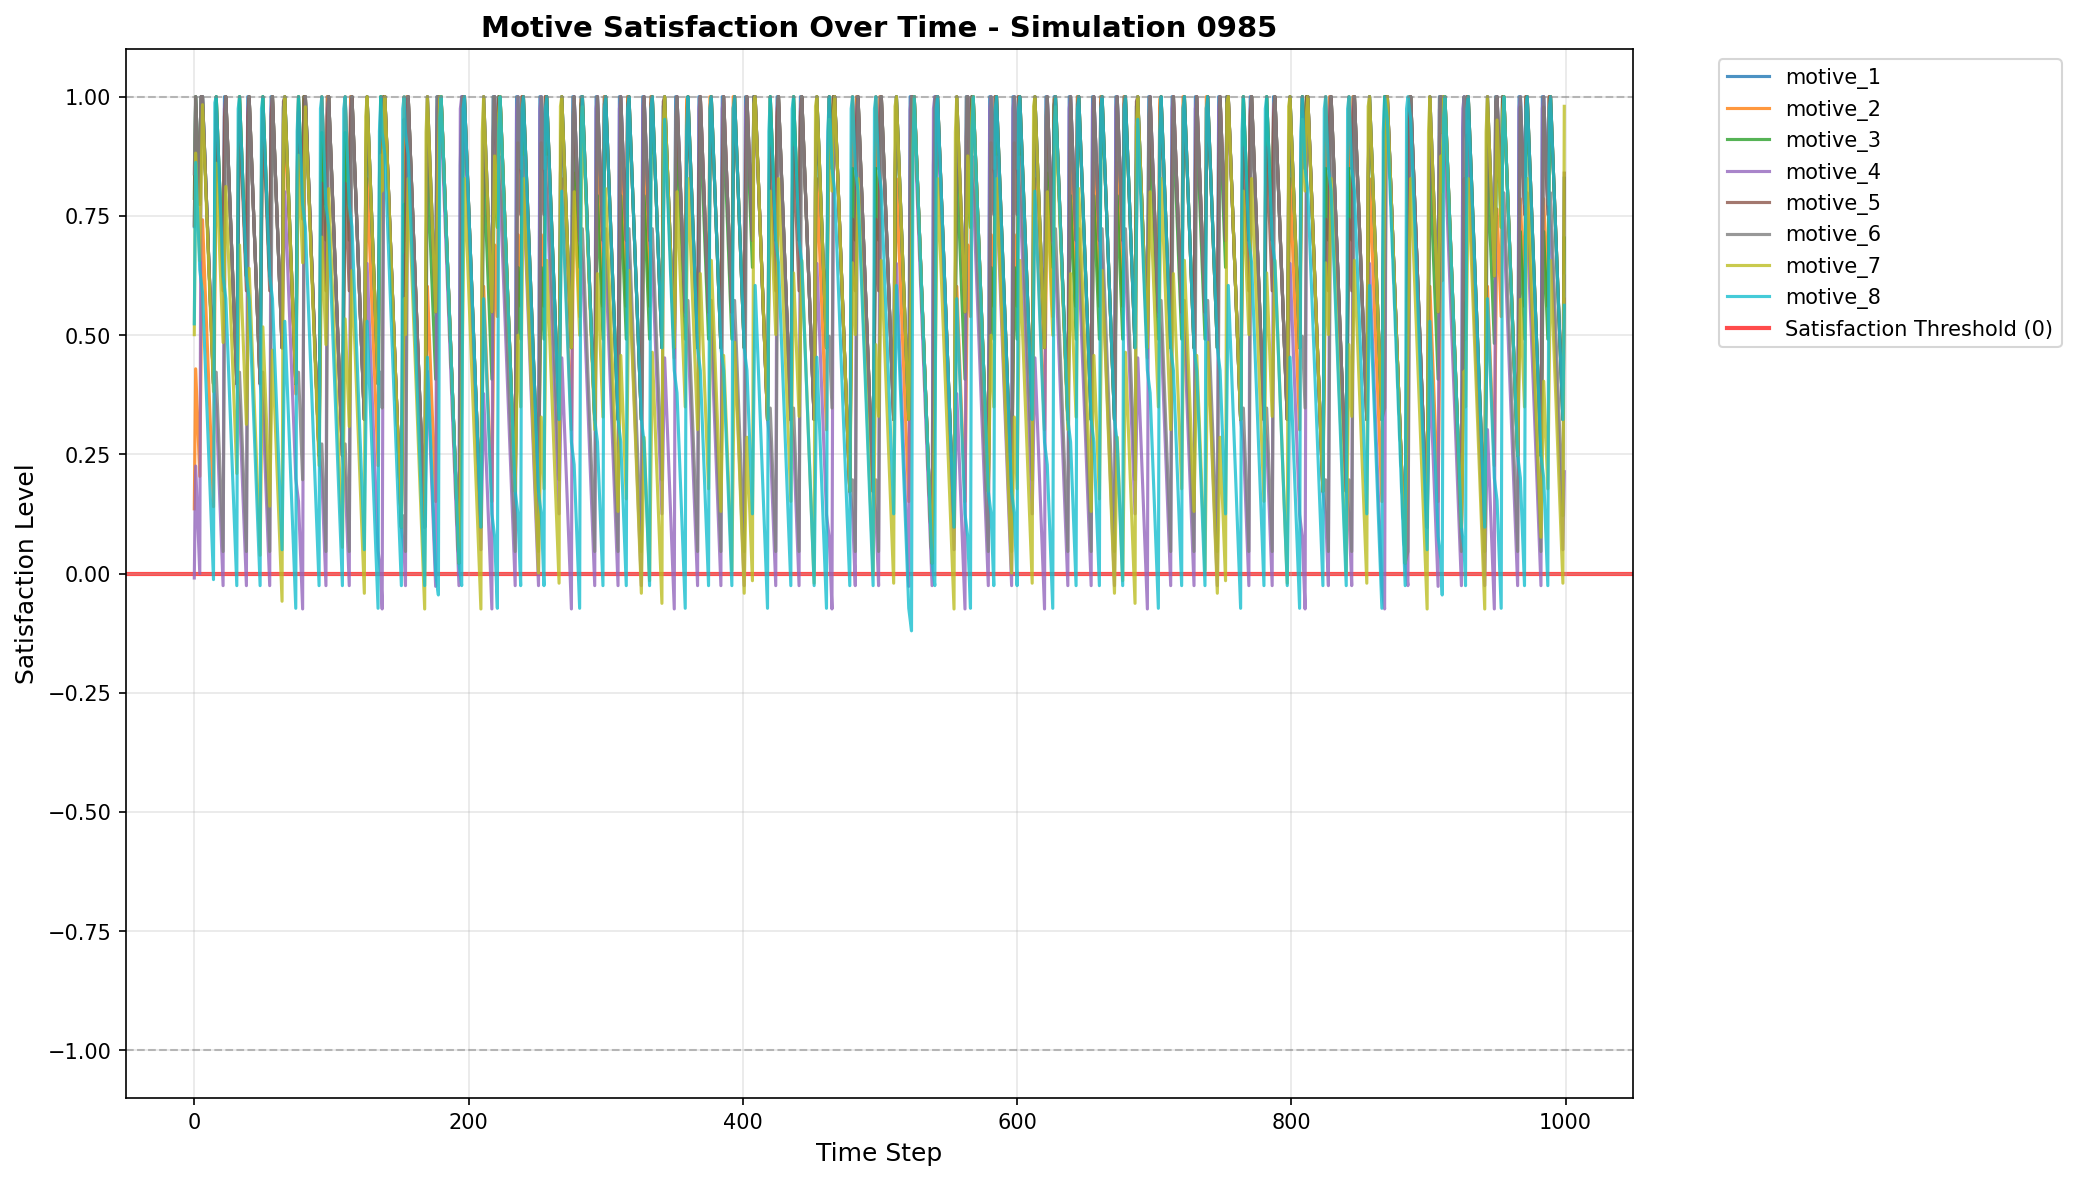 Motive Satisfaction Over Time - Simulation 0985
1.00
0.75
0.50
0.25
0.00
−0.25
−0.50
−0.75
−1.00
Satisfaction Level
0 200 400 600 800 1000
Time Step
motive_1
motive_2
motive_3
motive_4
motive_5
motive_6
motive_7
motive_8
Satisfaction Threshold (0)